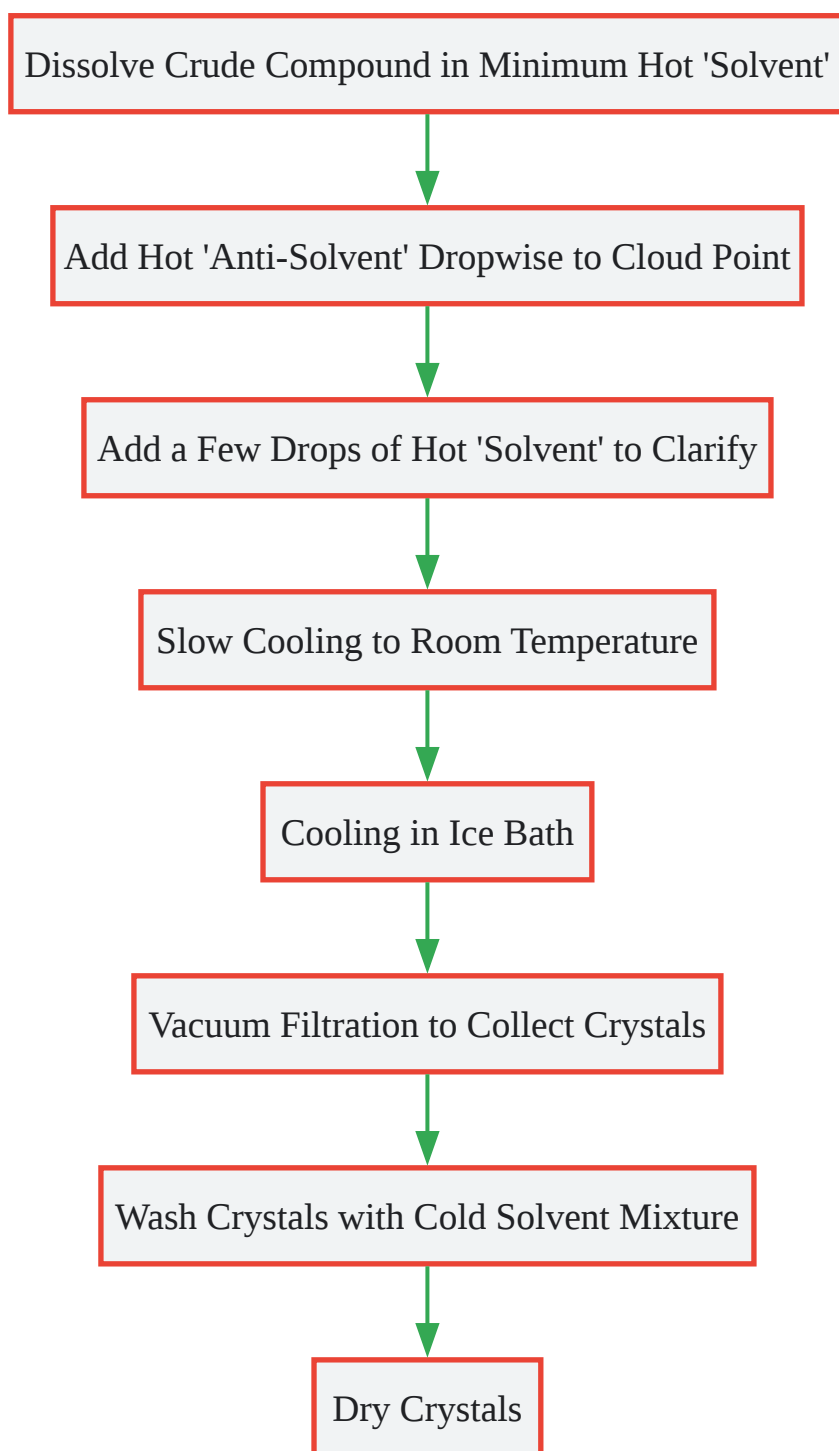 Dissolve Crude Compound in Minimum Hot 'Solvent'
Add Hot 'Anti-Solvent' Dropwise to Cloud Point
Add a Few Drops of Hot 'Solvent' to Clarify
Slow Cooling to Room Temperature
Cooling in Ice Bath
Vacuum Filtration to Collect Crystals
Wash Crystals with Cold Solvent Mixture
Dry Crystals